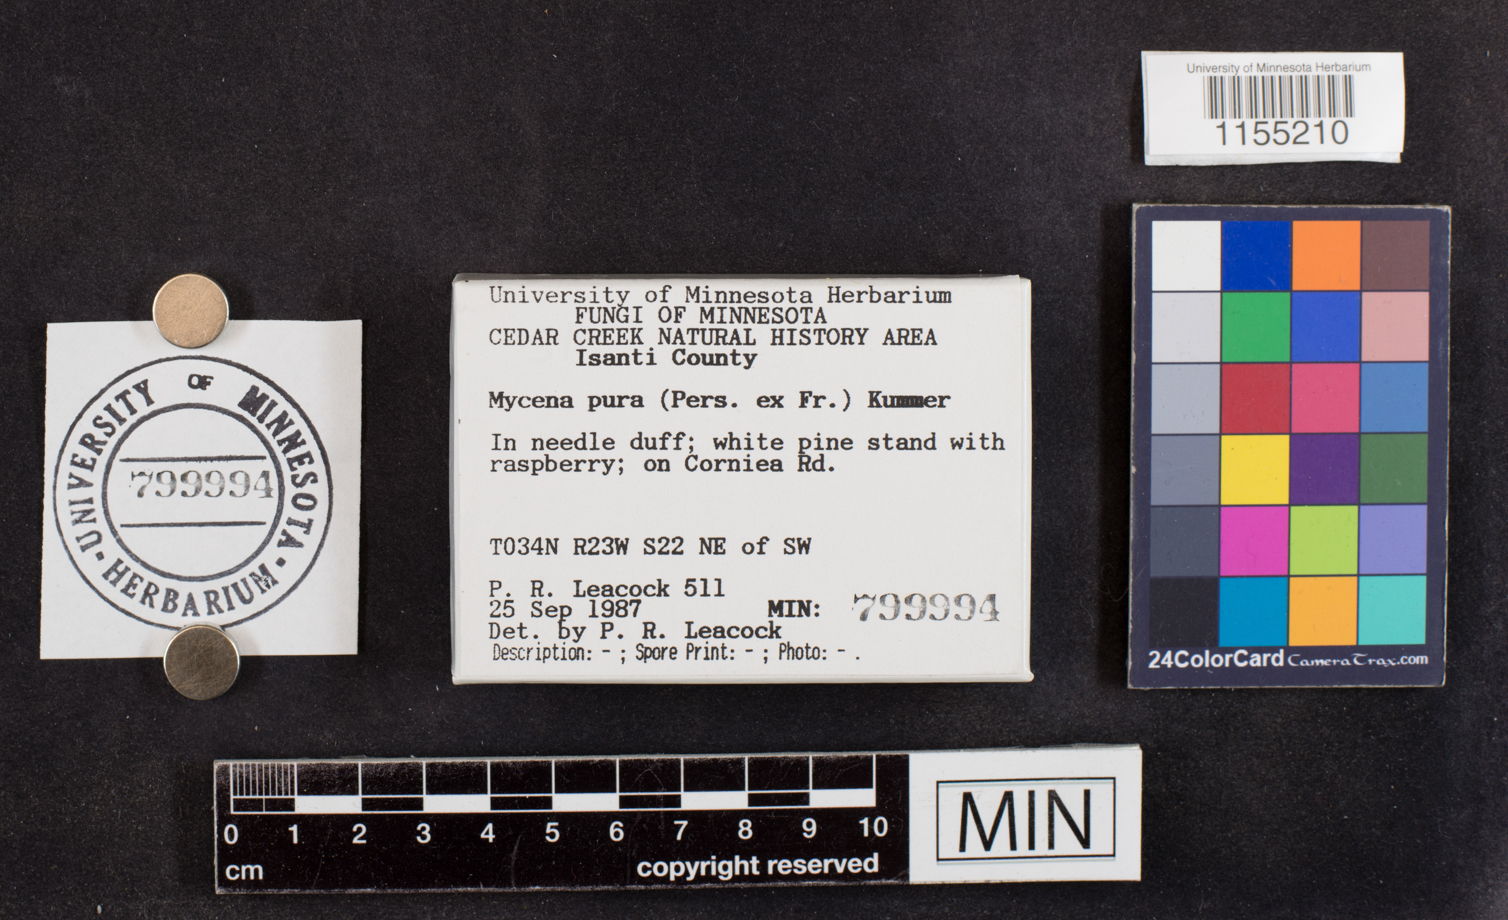 University of Minnesota Herbarium
1155210
University of Minnesota Herbarium
FUNGI OF MINNESOTA
CEDAR CREEK NATURAL HISTORY AREA
Isanti County
Mycena pura (Pers. ex Fr.) Kummer
In needle duff; white pine stand with
raspberry; on Corniea Rd.
T034N R23W S22 NE of SW
P. R. Leacock 511
25 Sep 1987 MIN: 799994
Det. by P. R. Leacock
Description: - ; Spore Print: - ; Photo: - .
UNIVERSITY OF MINNESOTA · HERBARIUM ·
799994
24ColorCard CameraTrax.com
0 1 2 3 4 5 6 7 8 9 10
cm copyright reserved
MIN